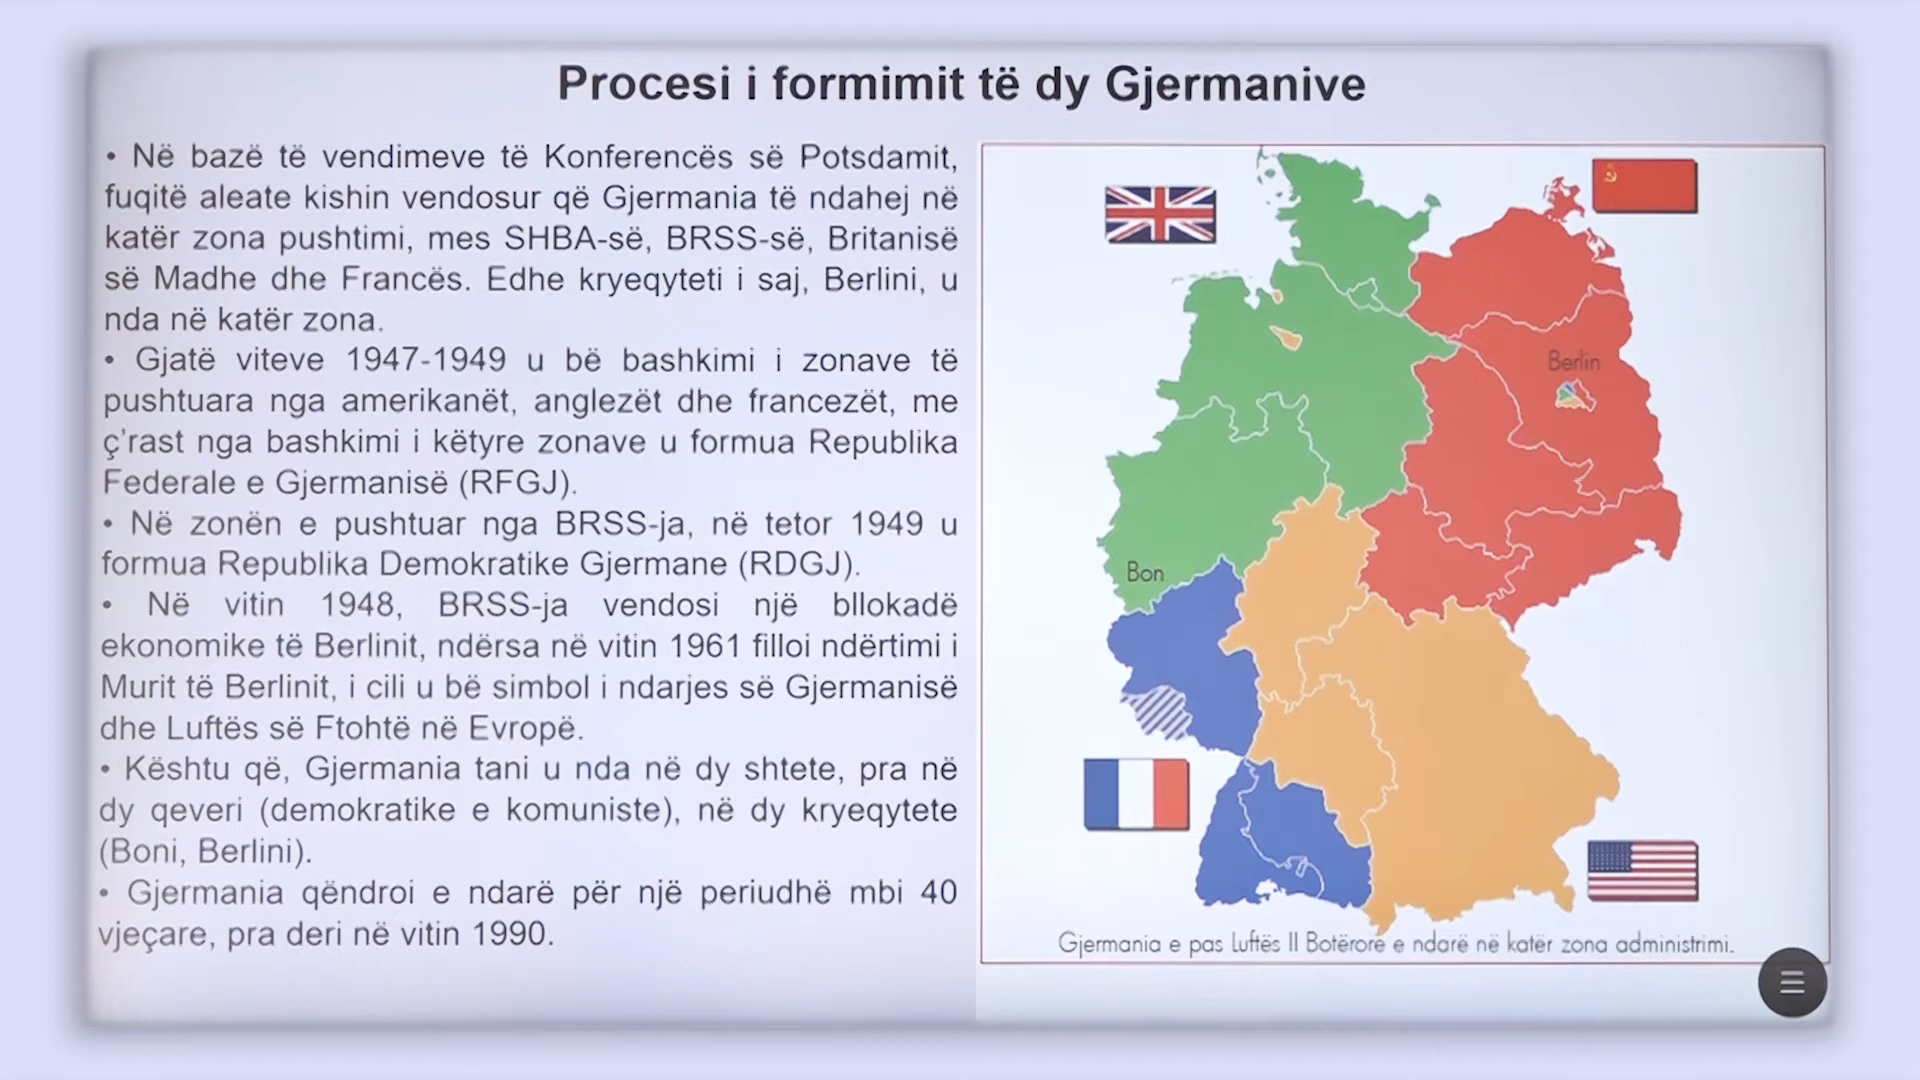 Procesi i formimit të dy Gjermanive
• Në bazë të vendimeve të Konferencës së Potsdamit,
fuqitë aleate kishin vendosur që Gjermania të ndahej në
katër zona pushtimi, mes SHBA-së, BRSS-së, Britanisë
së Madhe dhe Francës. Edhe kryeqyteti i saj, Berlini, u
nda në katër zona.
• Gjatë viteve 1947-1949 u bë bashkimi i zonave të
pushtuara nga amerikanët, anglezët dhe francezët, me
ç’rast nga bashkimi i këtyre zonave u formua Republika
Federale e Gjermanisë (RFGJ).
• Në zonën e pushtuar nga BRSS-ja, në tetor 1949 u
formua Republika Demokratike Gjermane (RDGJ).
• Në vitin 1948, BRSS-ja vendosi një bllokadë
ekonomike të Berlinit, ndërsa në vitin 1961 filloi ndërtimi i
Murit të Berlinit, i cili u bë simbol i ndarjes së Gjermanisë
dhe Luftës së Ftohtë në Evropë.
• Kështu që, Gjermania tani u nda në dy shtete, pra në
dy qeveri (demokratike e komuniste), në dy kryeqytete
(Boni, Berlini).
• Gjermania qëndroi e ndarë për një periudhë mbi 40
vjeçare, pra deri në vitin 1990.
Berlin
Bon
Gjermania e pas Luftës II Botërore e ndarë në katër zona administrimi.